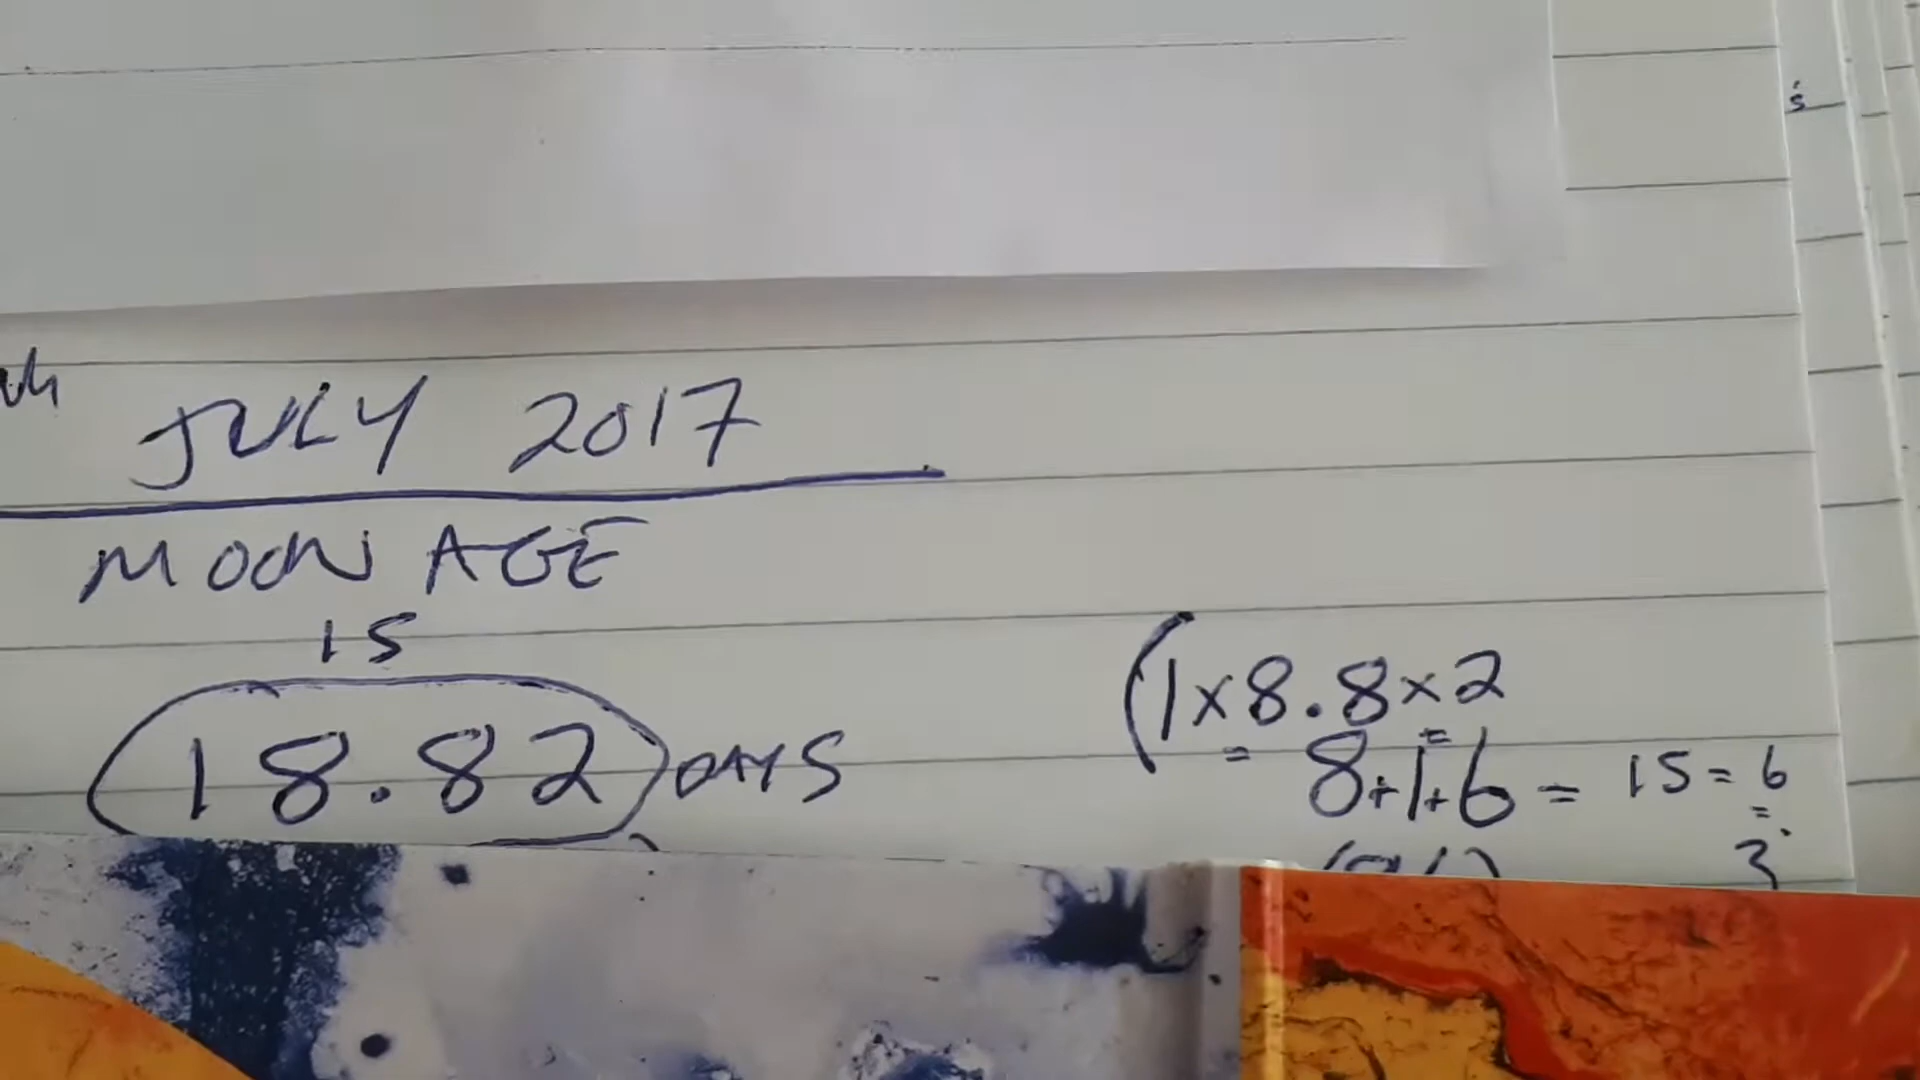 JULY 2017
MOON AGE
IS
18.82 DAYS
(1x8.8x2
= =
8+1+6 = 15 = 6
=
3